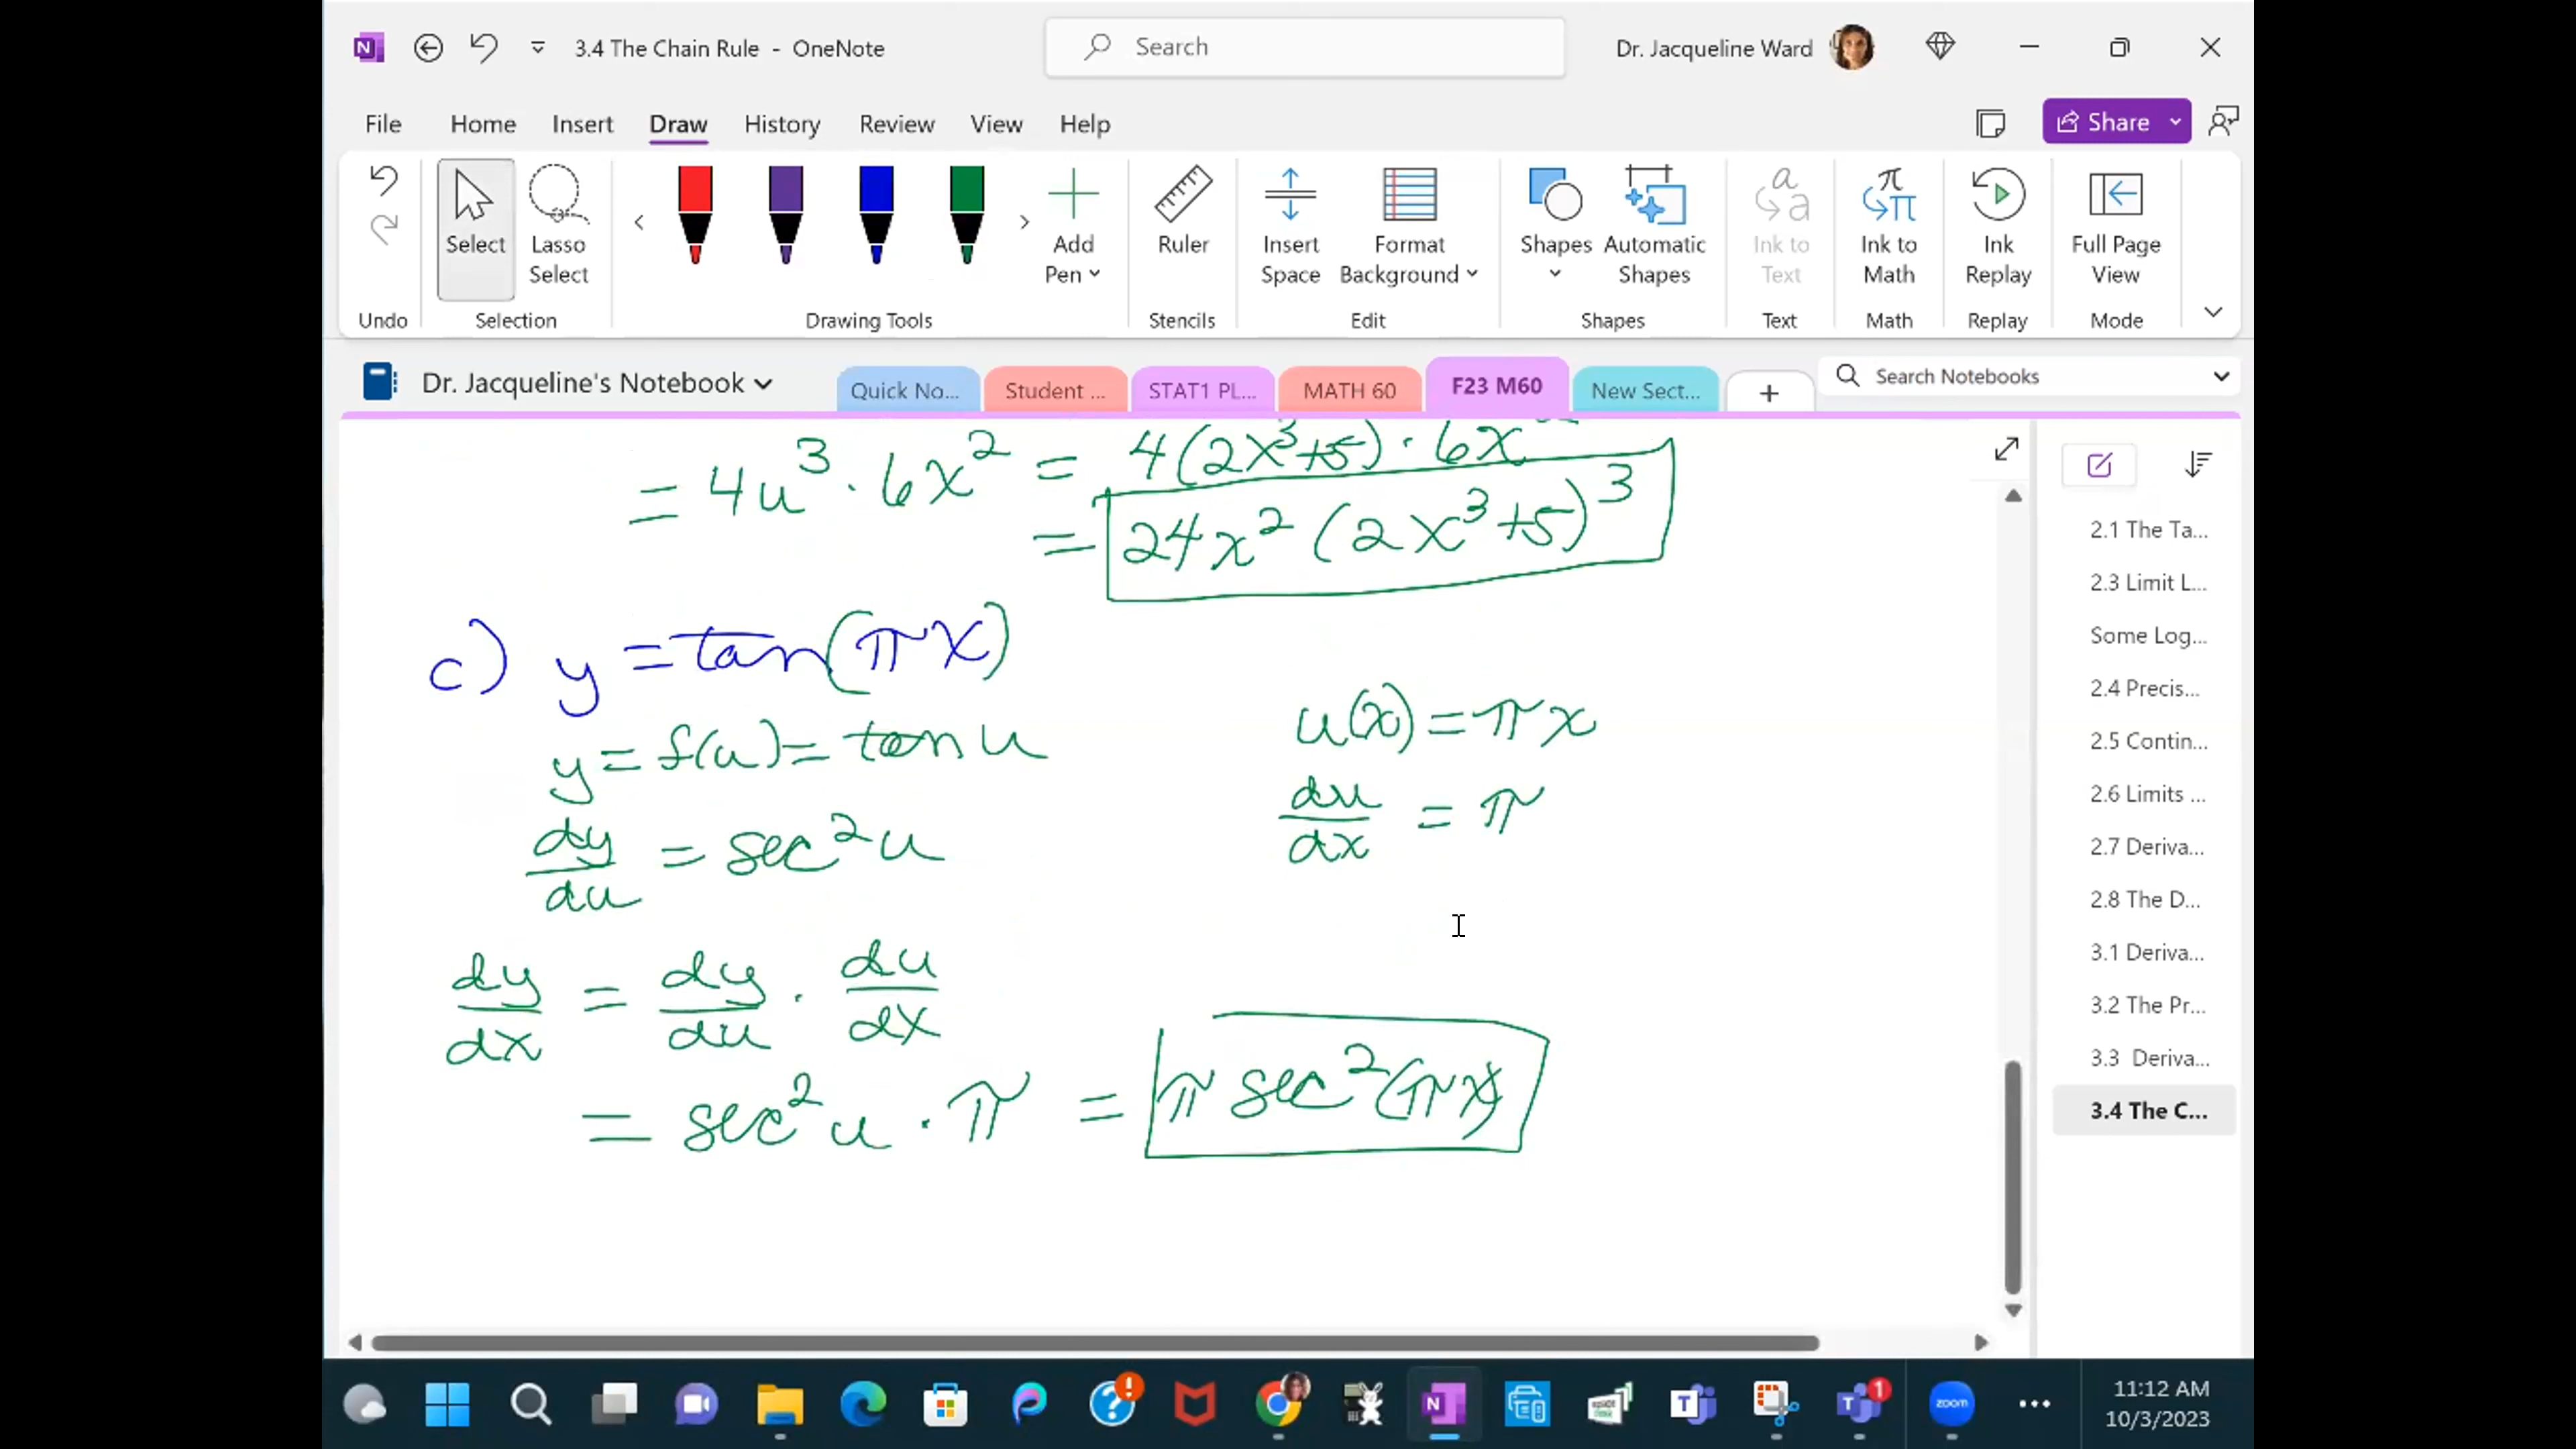 3.4 The Chain Rule - OneNote
Search
Dr. Jacqueline Ward
File Home Insert Draw History Review View Help
Share
Select
Lasso Select
Add Pen
Ruler
Insert Space
Format Background
Shapes
Automatic Shapes
Ink to Text
Ink to Math
Ink Replay
Full Page View
Undo Selection Drawing Tools Stencils Edit Shapes Text Math Replay Mode
Dr. Jacqueline's Notebook
Quick No... Student ... STAT1 PL... MATH 60 F23 M60 New Sect... +
Search Notebooks
= 4u³ · 6x² = 4(2x³+5) · 6x
= 24x² (2x³+5)³
c) y = tan(πx)
y = f(u) = tan u
u(x) = πx
dy/du = sec² u
du/dx = π
dy/dx = dy/du · du/dx
= sec² u · π = π sec²(πx)
2.1 The Ta...
2.3 Limit L...
Some Log...
2.4 Precis...
2.5 Contin...
2.6 Limits ...
2.7 Deriva...
2.8 The D...
3.1 Deriva...
3.2 The Pr...
3.3 Deriva...
3.4 The C...
zoom
11:12 AM
10/3/2023